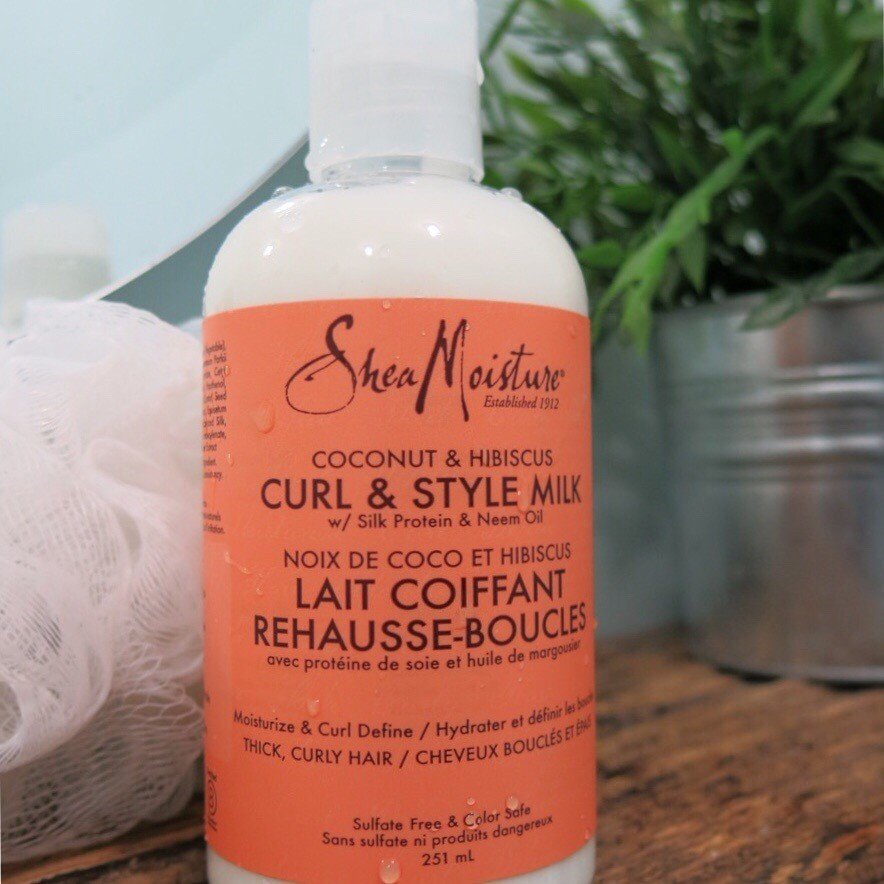 SheaMoisture®
Established 1912
COCONUT & HIBISCUS
CURL & STYLE MILK
w/ Silk Protein & Neem Oil
NOIX DE COCO ET HIBISCUS
LAIT COIFFANT
REHAUSSE-BOUCLES
avec protéine de soie et huile de margousier
Moisturize & Curl Define / Hydrater et définir les
THICK, CURLY HAIR / CHEVEUX BOUCLÉS ET
Sulfate Free & Color Safe
Sans sulfate ni produits dangereux
251 mL